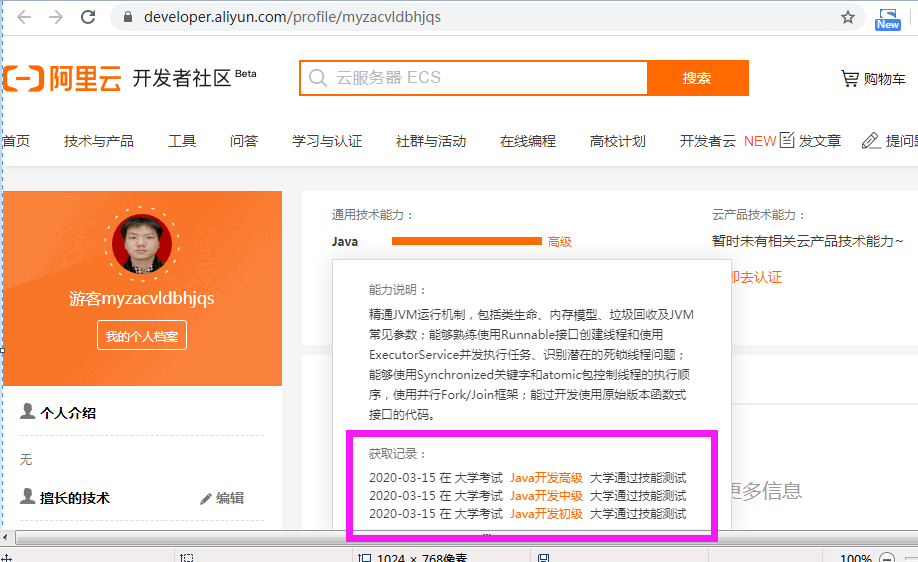 developer.aliyun.com/profile/myzacvldbhjqs
New
阿里云 开发者社区 Beta
云服务器 ECS
搜索
购物车
首页 技术与产品 工具 问答 学习与认证 社群与活动 在线编程 高校计划 开发者云 NEW 发文章 提问题
游客myzacvldbhjqs
我的个人档案
个人介绍
无
擅长的技术 编辑
通用技术能力：
Java 高级
云产品技术能力：
暂时未有相关云产品技术能力~
即去认证
能力说明：
精通JVM运行机制，包括类生命、内存模型、垃圾回收及JVM
常见参数；能够熟练使用Runnable接口创建线程和使用
ExecutorService并发执行任务、识别潜在的死锁线程问题；
能够使用Synchronized关键字和atomic包控制线程的执行顺
序，使用并行Fork/Join框架；能过开发使用原始版本函数式
接口的代码。
获取记录：
2020-03-15 在 大学考试 Java开发高级 大学通过技能测试
2020-03-15 在 大学考试 Java开发中级 大学通过技能测试
2020-03-15 在 大学考试 Java开发初级 大学通过技能测试
更多信息
1024 × 768像素
100%